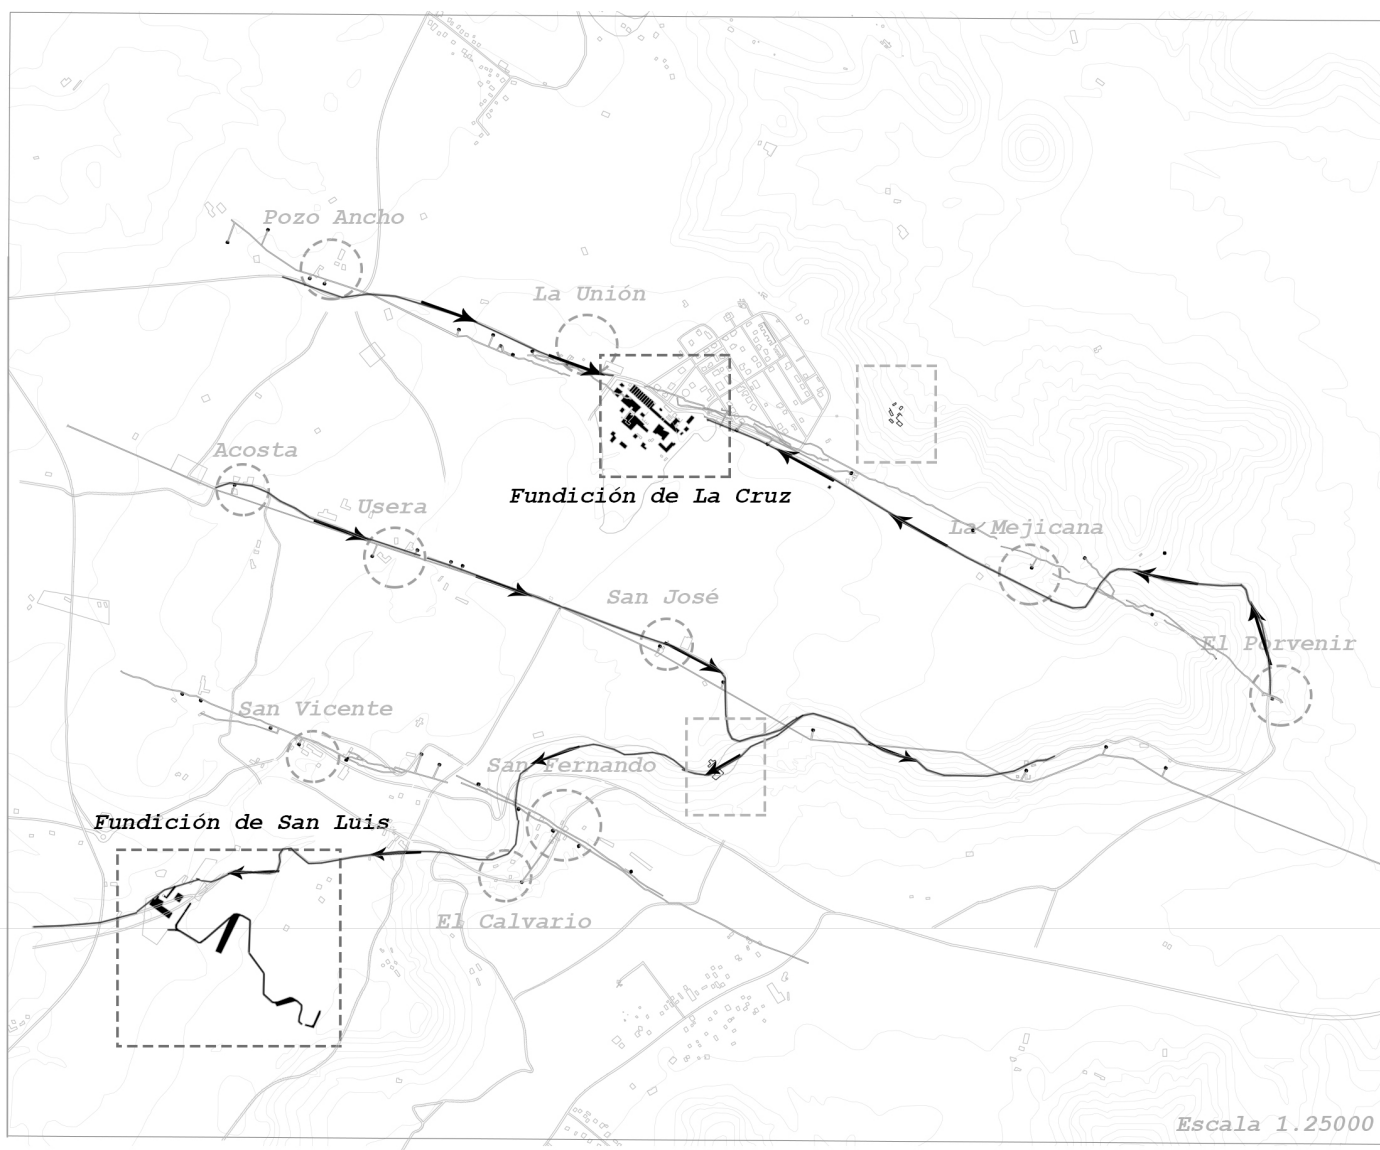 Pozo Ancho
La Unión
Acosta
Fundición de La Cruz
Usera
La Mejicana
San José
El Porvenir
San Vicente
San Fernando
Fundición de San Luis
El Calvario
Escala 1.25000